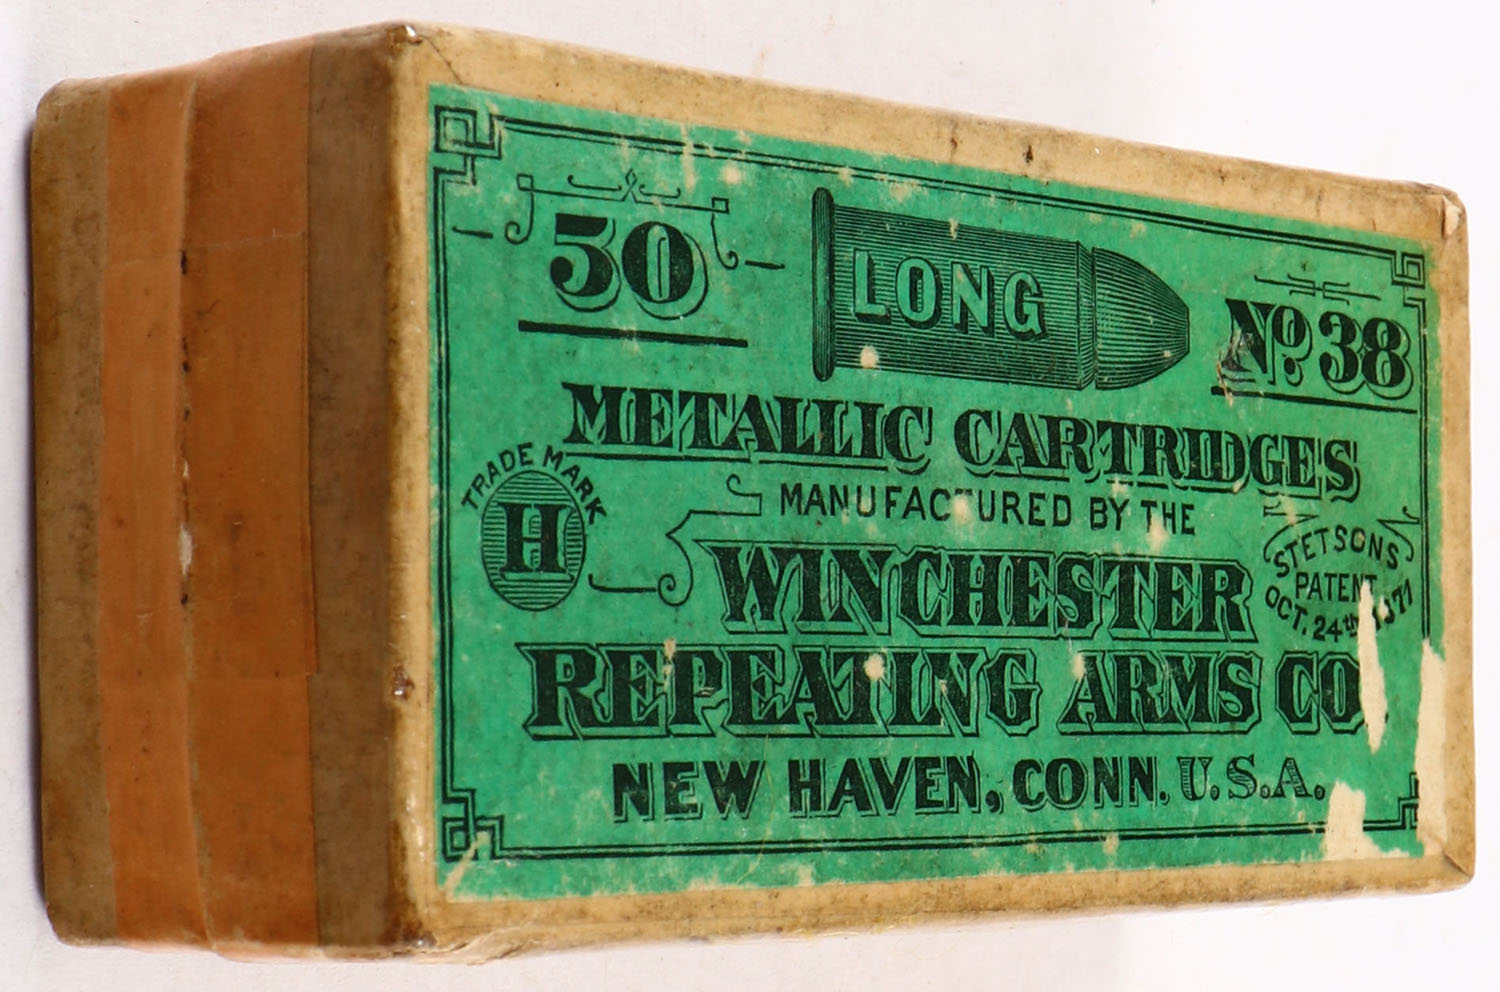 50
LONG
No. 38
METALLIC CARTRIDGES
TRADE MARK
H
MANUFACTURED BY THE
WINCHESTER
STETSONS
PATENT
OCT. 24th 1871
REPEATING ARMS CO
NEW HAVEN, CONN. U.S.A.